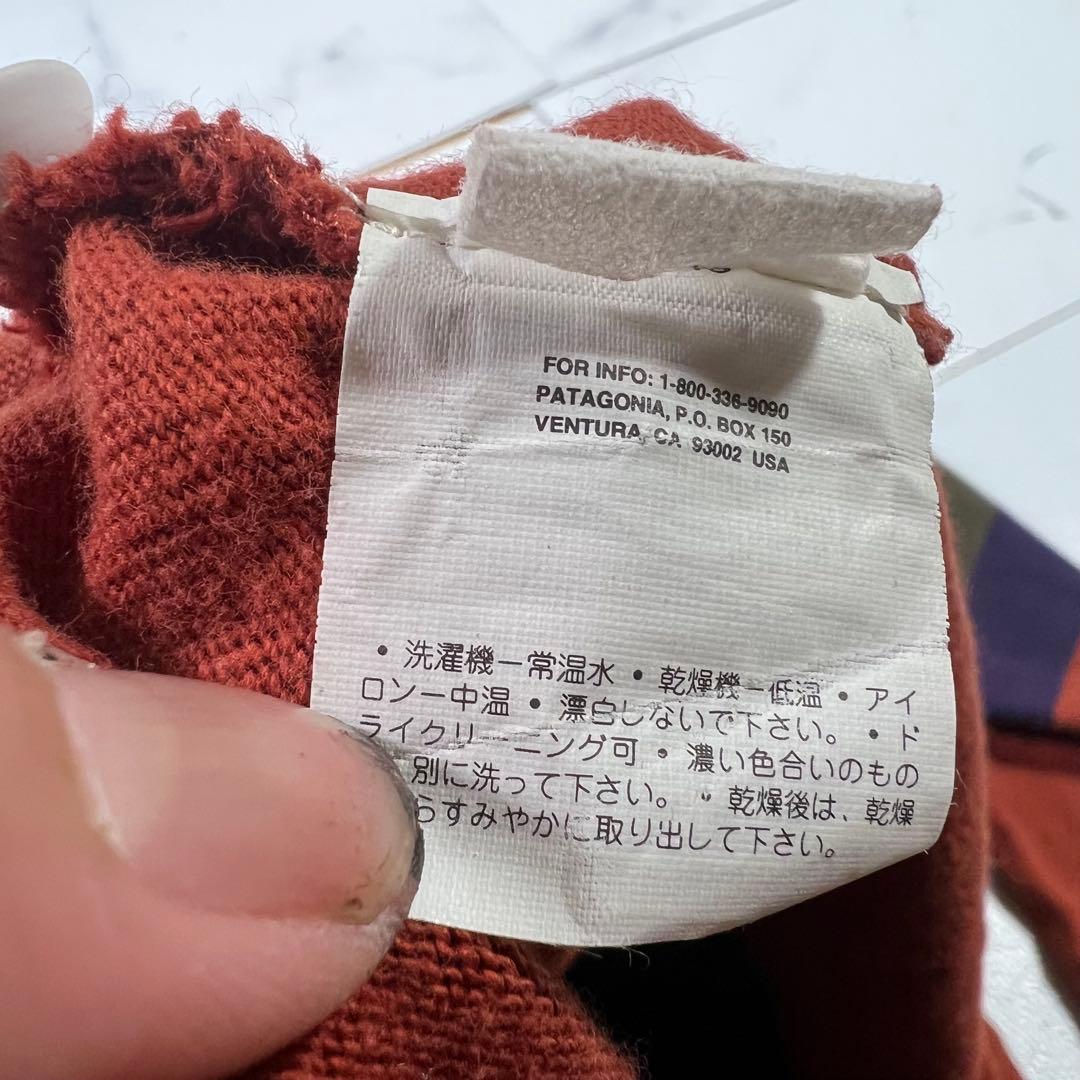 FOR INFO: 1-800-336-9090
PATAGONIA, P.O. BOX 150
VENTURA, CA 93002 USA
・洗濯機ー常温水・乾燥機ー低温・アイ
ロンー中温・漂白しないで下さい。・ド
ライクリーニング可・濃い色合いのもの
別に洗って下さい。・乾燥後は、乾燥
らすみやかに取り出して下さい。